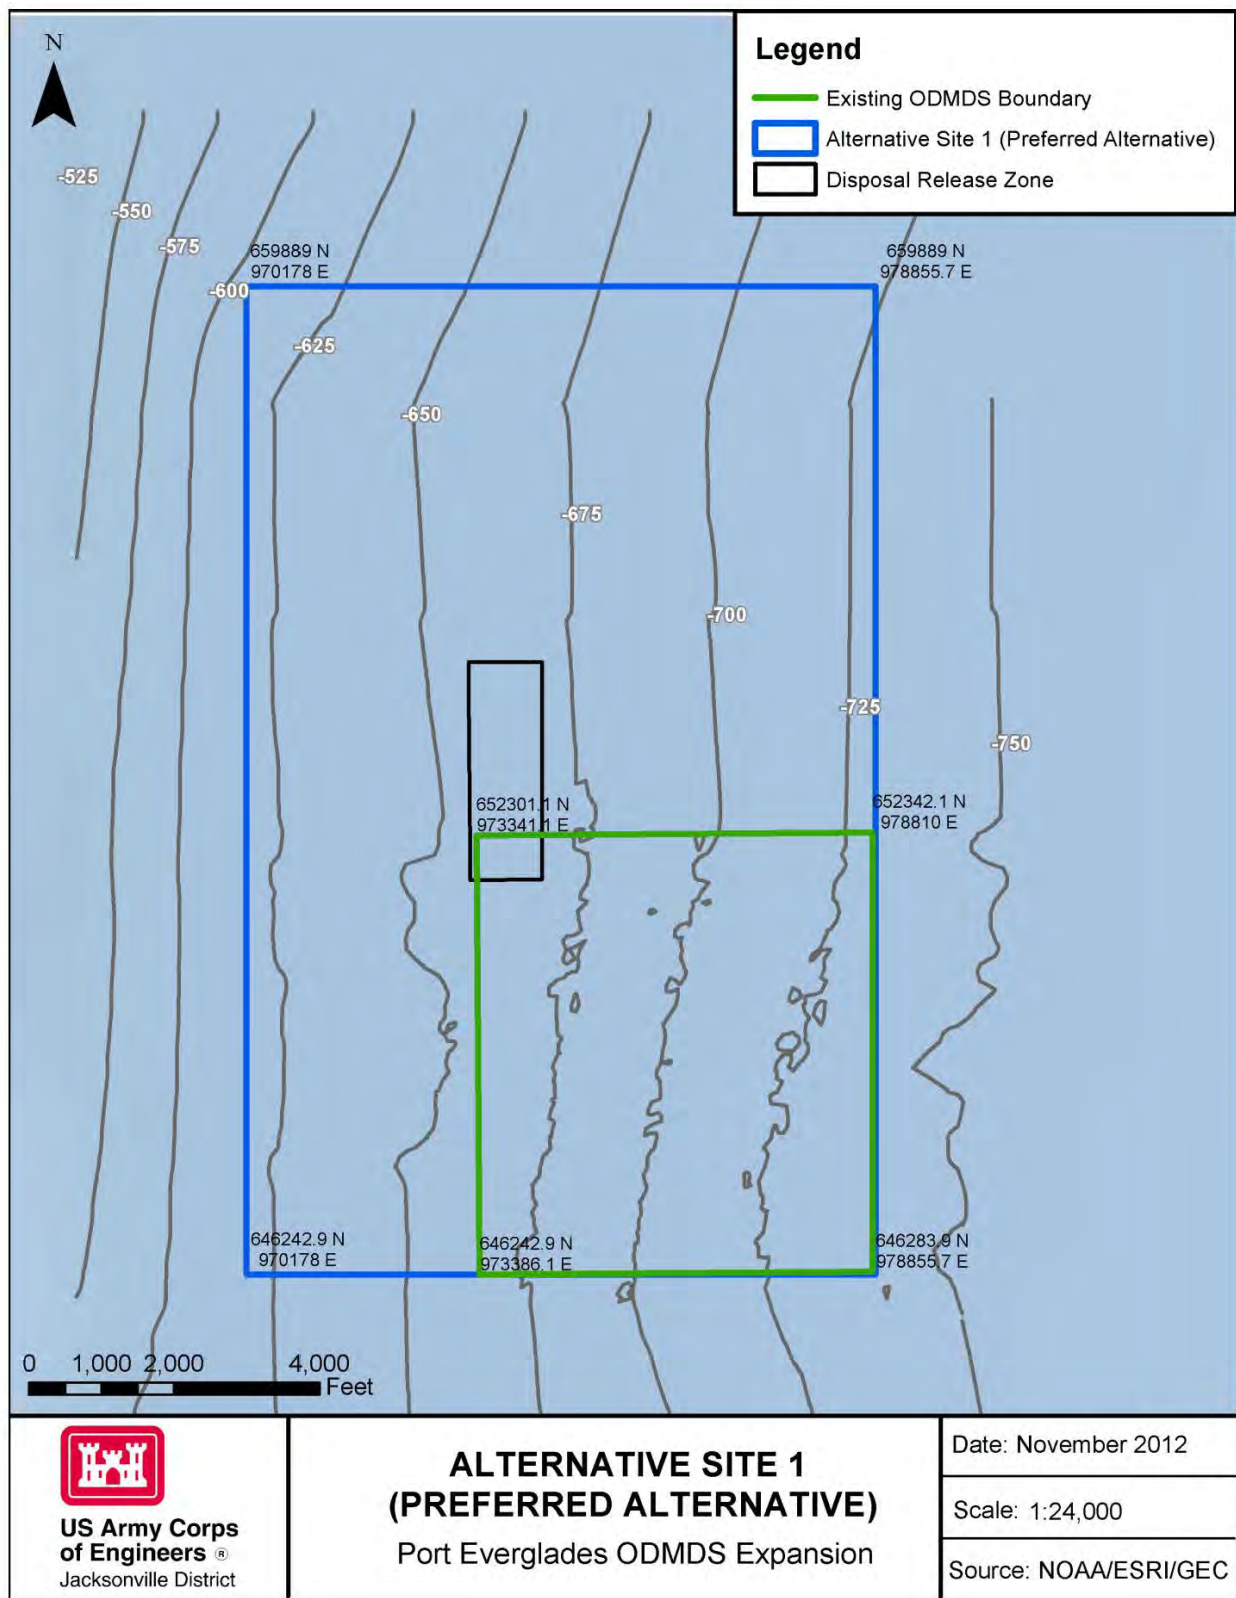 N
Legend
Existing ODMDS Boundary
Alternative Site 1 (Preferred Alternative)
Disposal Release Zone
-525
-550
-575
-600
-625
-650
-675
-700
-725
-750
659889 N
970178 E
659889 N
978855.7 E
652301.1 N
973341.1 E
652342.1 N
978810 E
646242.9 N
970178 E
646242.9 N
973386.1 E
646283.9 N
978855.7 E
0 1,000 2,000 4,000
Feet
US Army Corps
of Engineers ®
Jacksonville District
ALTERNATIVE SITE 1
(PREFERRED ALTERNATIVE)
Port Everglades ODMDS Expansion
Date: November 2012
Scale: 1:24,000
Source: NOAA/ESRI/GEC